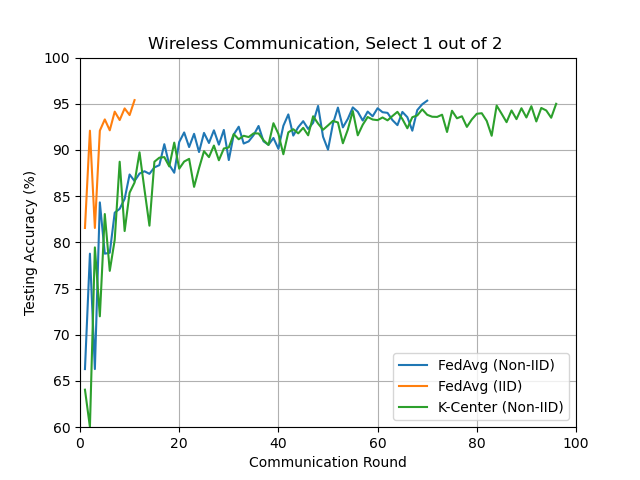 Wireless Communication, Select 1 out of 2
Testing Accuracy (%)
100
95
90
85
80
75
70
65
60
0 20 40 60 80 100
Communication Round
FedAvg (Non-IID)
FedAvg (IID)
K-Center (Non-IID)